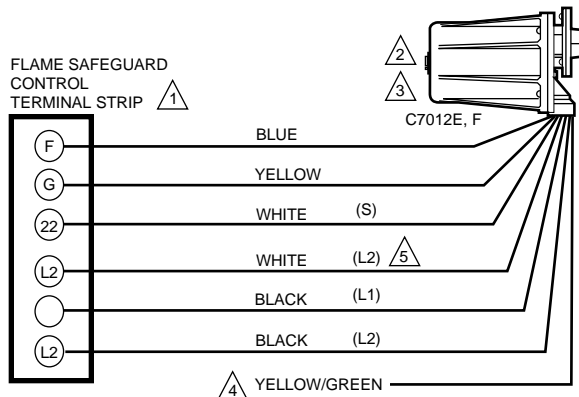 FLAME SAFEGUARD
CONTROL
TERMINAL STRIP 1
2
3
C7012E, F
F BLUE
G YELLOW
22 WHITE (S)
L2 WHITE (L2) 5
BLACK (L1)
L2 BLACK (L2)
4 YELLOW/GREEN